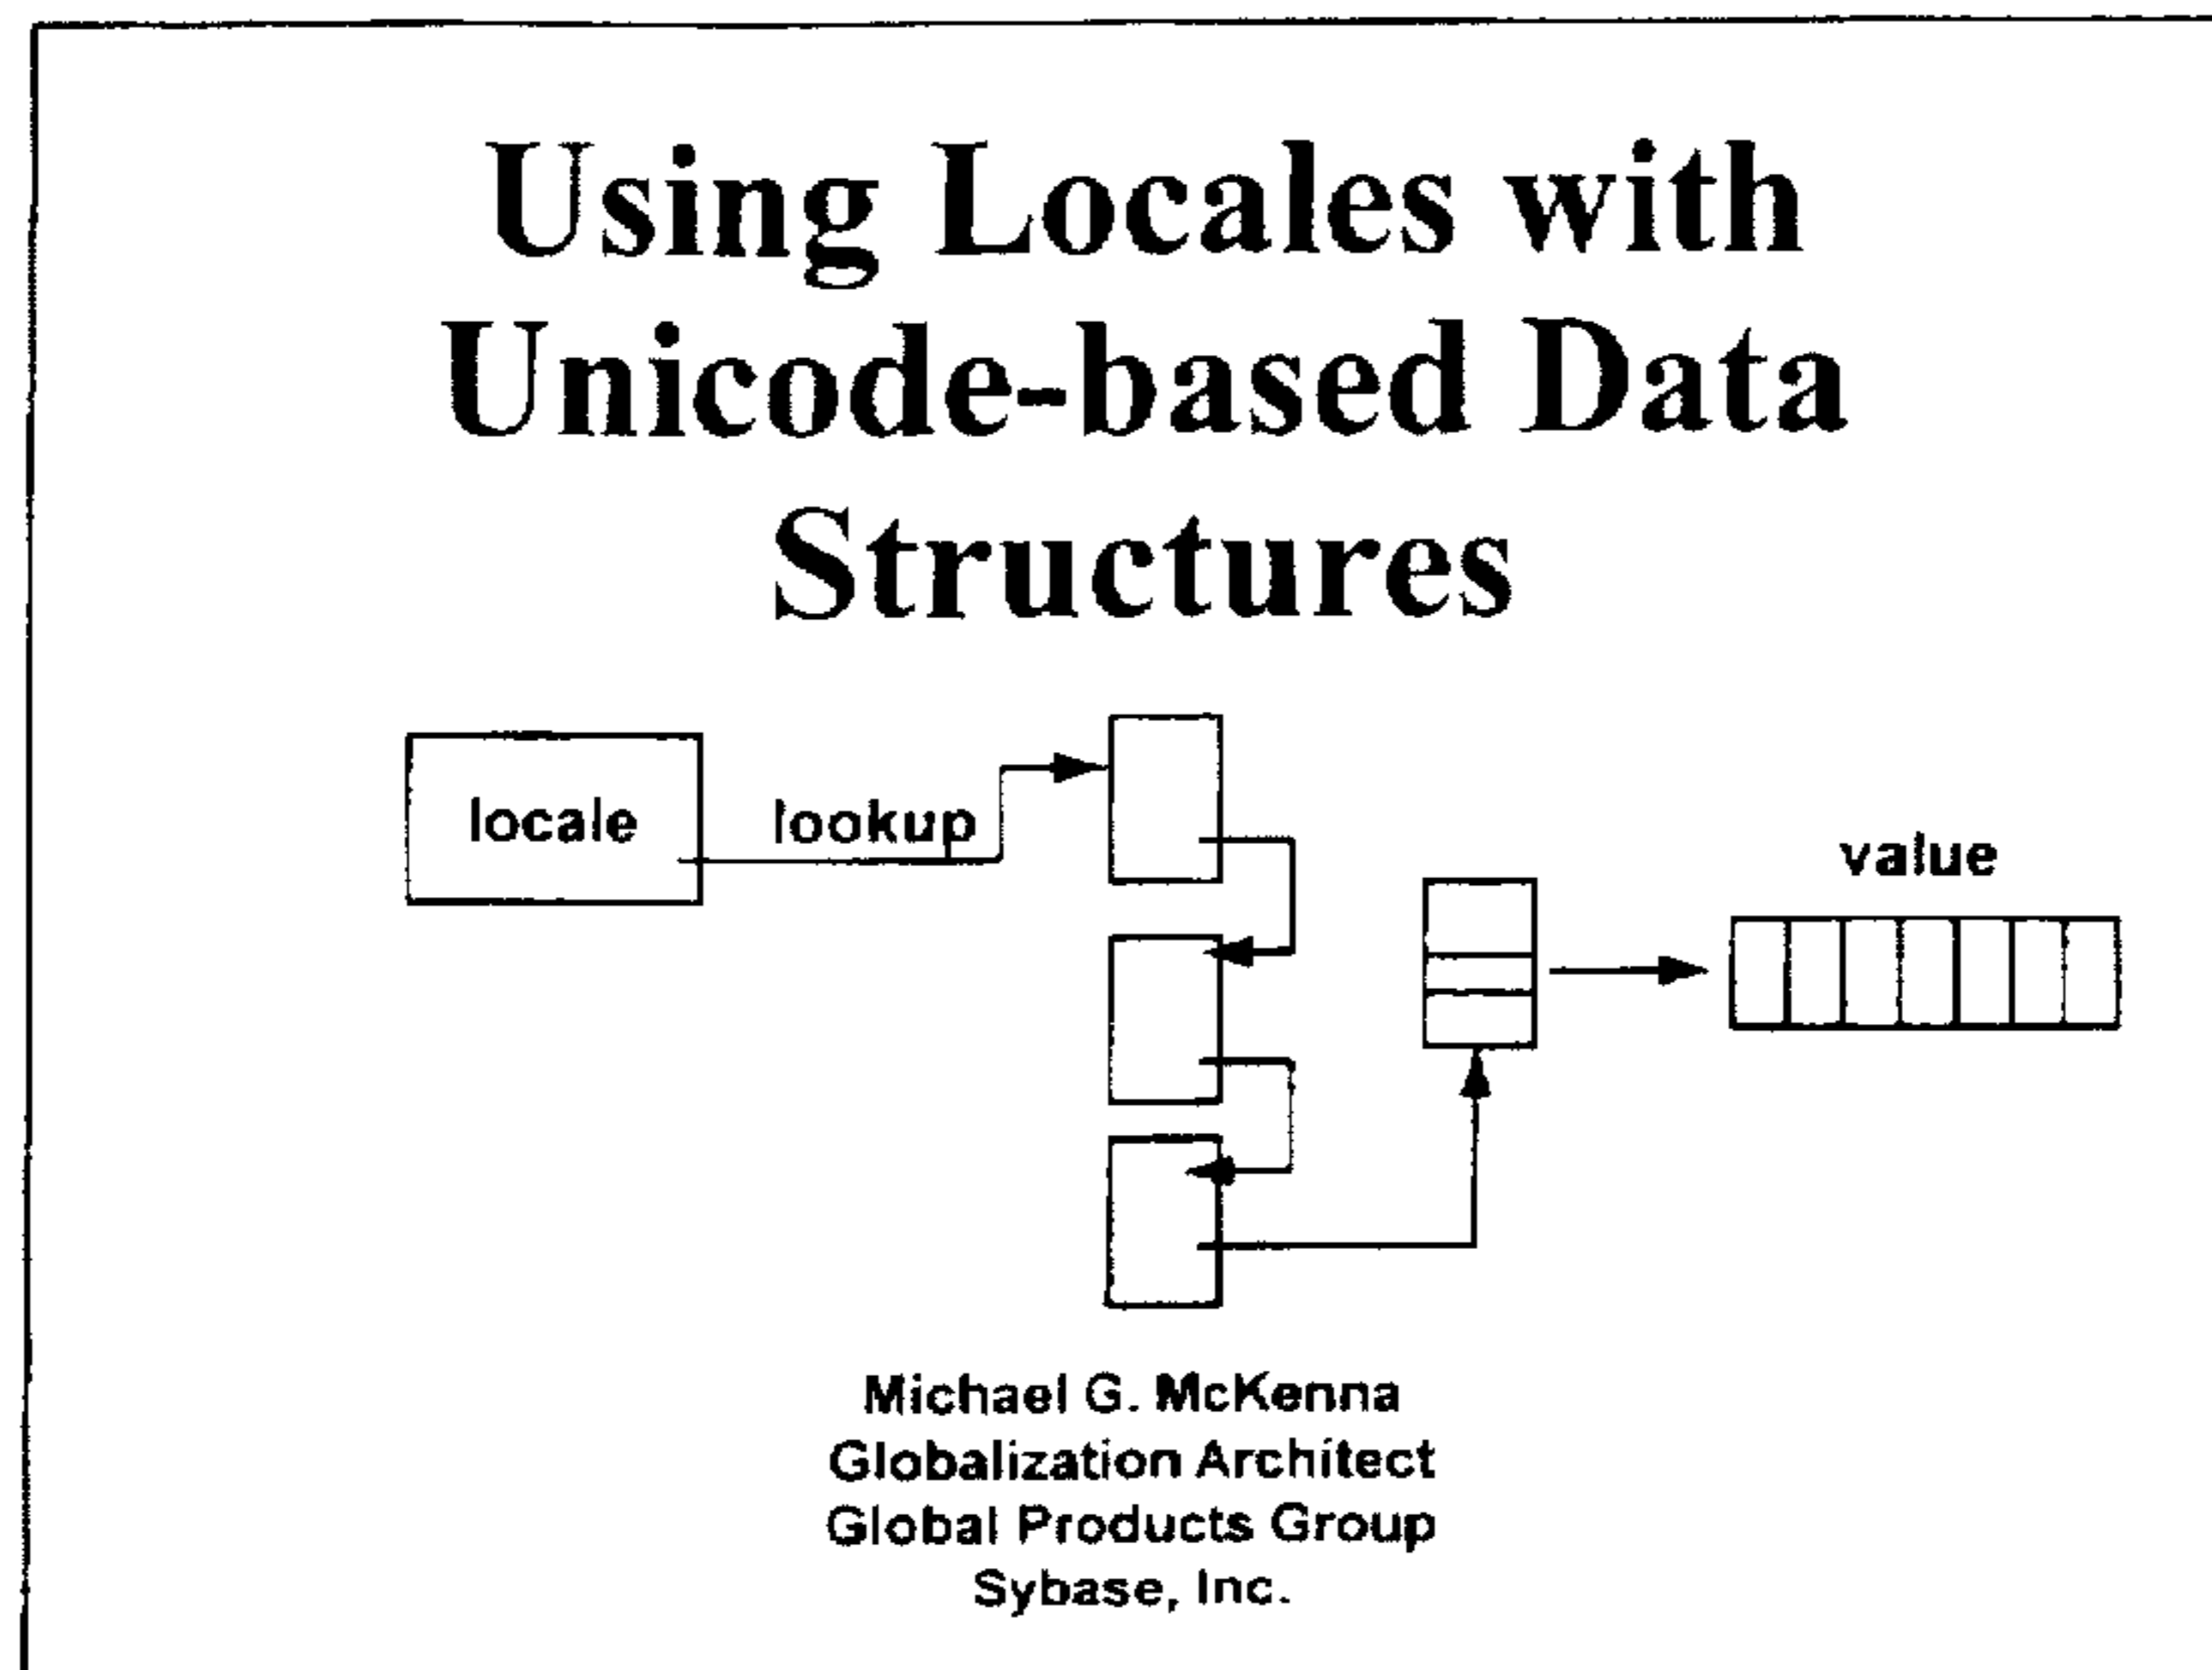 Using Locales with
Unicode-based Data
Structures
locale
lookup
value
Michael G. McKenna
Globalization Architect
Global Products Group
Sybase, Inc.